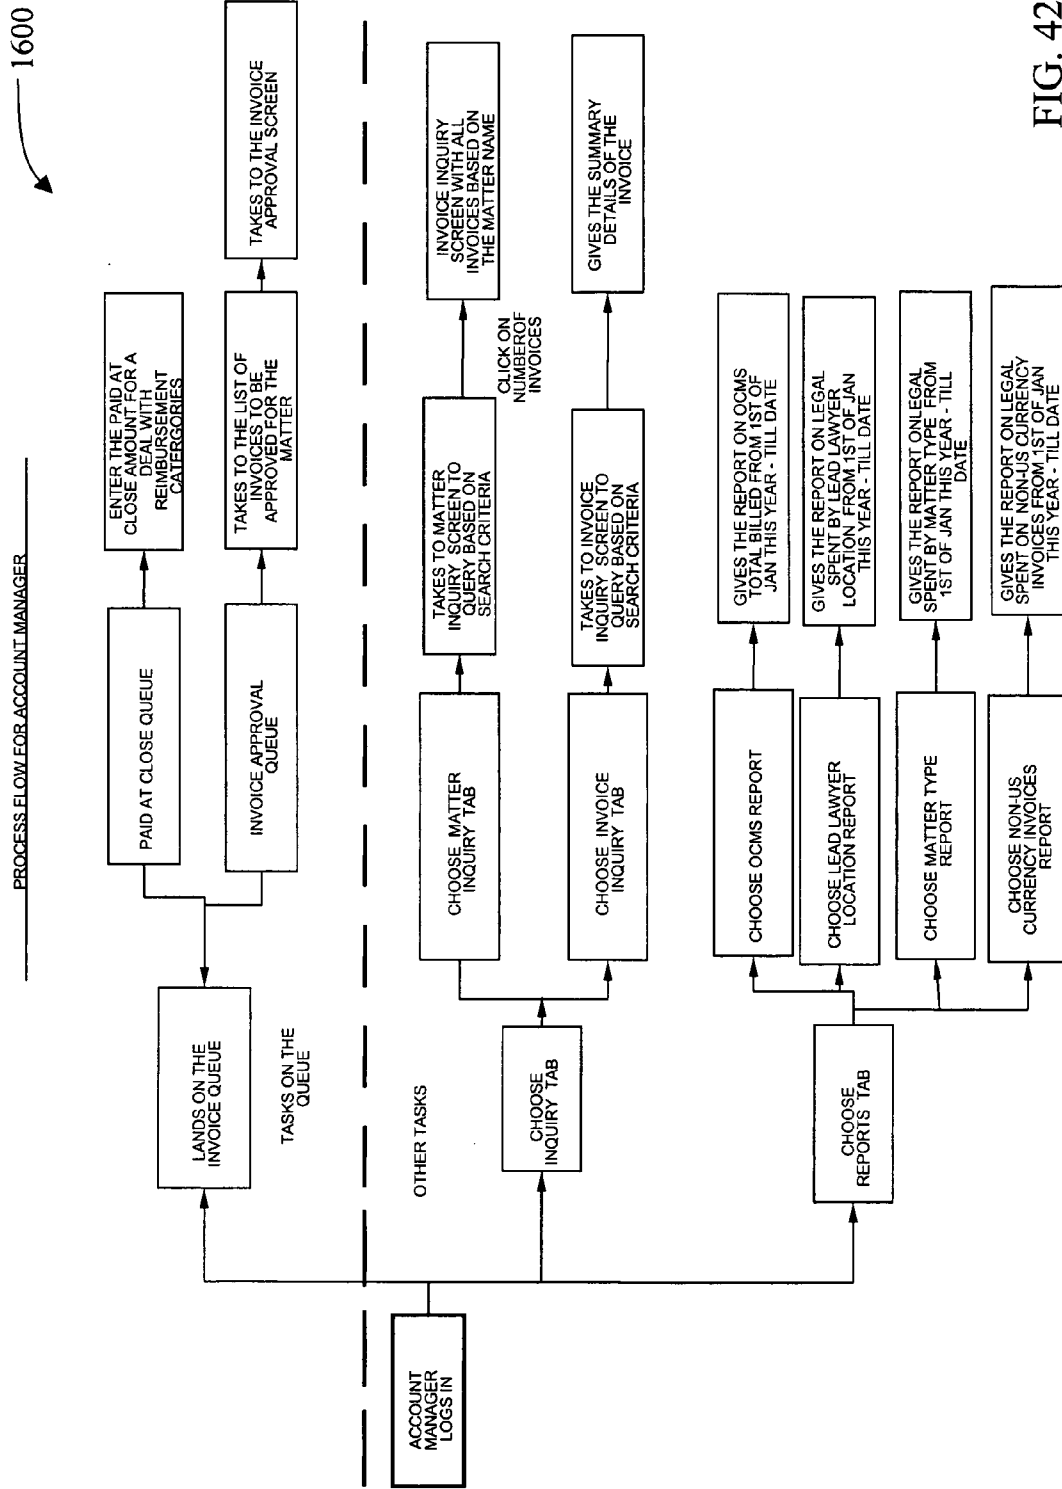 1600
PROCESS FLOW FOR ACCOUNT MANAGER
ACCOUNT
MANAGER
LOGS IN
LANDS ON THE
INVOICE QUEUE
TASKS ON THE
QUEUE
PAID AT CLOSE QUEUE
ENTER THE PAID AT
CLOSE AMOUNT FOR A
DEAL WITH
REIMBURSEMENT
CATERGORIES
INVOICE APPROVAL
QUEUE
TAKES TO THE LIST OF
INVOICES TO BE
APPROVED FOR THE
MATTER
TAKES TO THE INVOICE
APPROVAL SCREEN
OTHER TASKS
CHOOSE
INQUIRY TAB
CHOOSE MATTER
INQUIRY TAB
TAKES TO MATTER
INQUIRY SCREEN TO
QUERY BASED ON
SEARCH CRITERIA
CLICK ON
NUMBEROF
INVOICES
INVOICE INQUIRY
SCREEN WITH ALL
INVOICES BASED ON
THE MATTER NAME
CHOOSE INVOICE
INQUIRY TAB
TAKES TO INVOICE
INQUIRY SCREEN TO
QUERY BASED ON
SEARCH CRITERIA
GIVES THE SUMMARY
DETAILS OF THE
INVOICE
CHOOSE
REPORTS TAB
CHOOSE OCMS REPORT
GIVES THE REPORT ON OCMS
TOTAL BILLED FROM 1ST OF
JAN THIS YEAR - TILL DATE
CHOOSE LEAD LAWYER
LOCATION REPORT
GIVES THE REPORT ON LEGAL
SPENT BY LEAD LAWYER
LOCATION FROM 1ST OF JAN
THIS YEAR - TILL DATE
CHOOSE MATTER TYPE
REPORT
GIVES THE REPORT ONLEGAL
SPENT BY MATTER TYPE FROM
1ST OF JAN THIS YEAR - TILL
DATE
CHOOSE NON-US
CURRENCY INVOICES
REPORT
GIVES THE REPORT ON LEGAL
SPENT ON NON-US CURRENCY
INVOICES FROM 1ST OF JAN
THIS YEAR - TILL DATE
FIG. 42